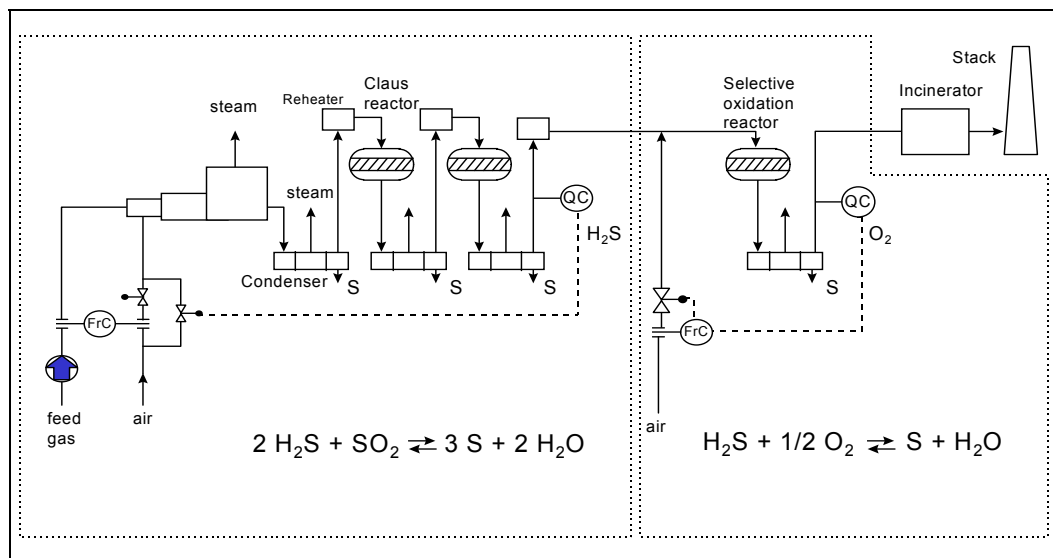 Stack
Incinerator
Selective
oxidation
reactor
Claus
reactor
Reheater
steam
steam
QC
QC
H₂S
O₂
Condenser
S
S
S
S
FrC
FrC
feed
gas
air
air
2 H₂S + SO₂ ⇌ 3 S + 2 H₂O
H₂S + 1/2 O₂ ⇌ S + H₂O